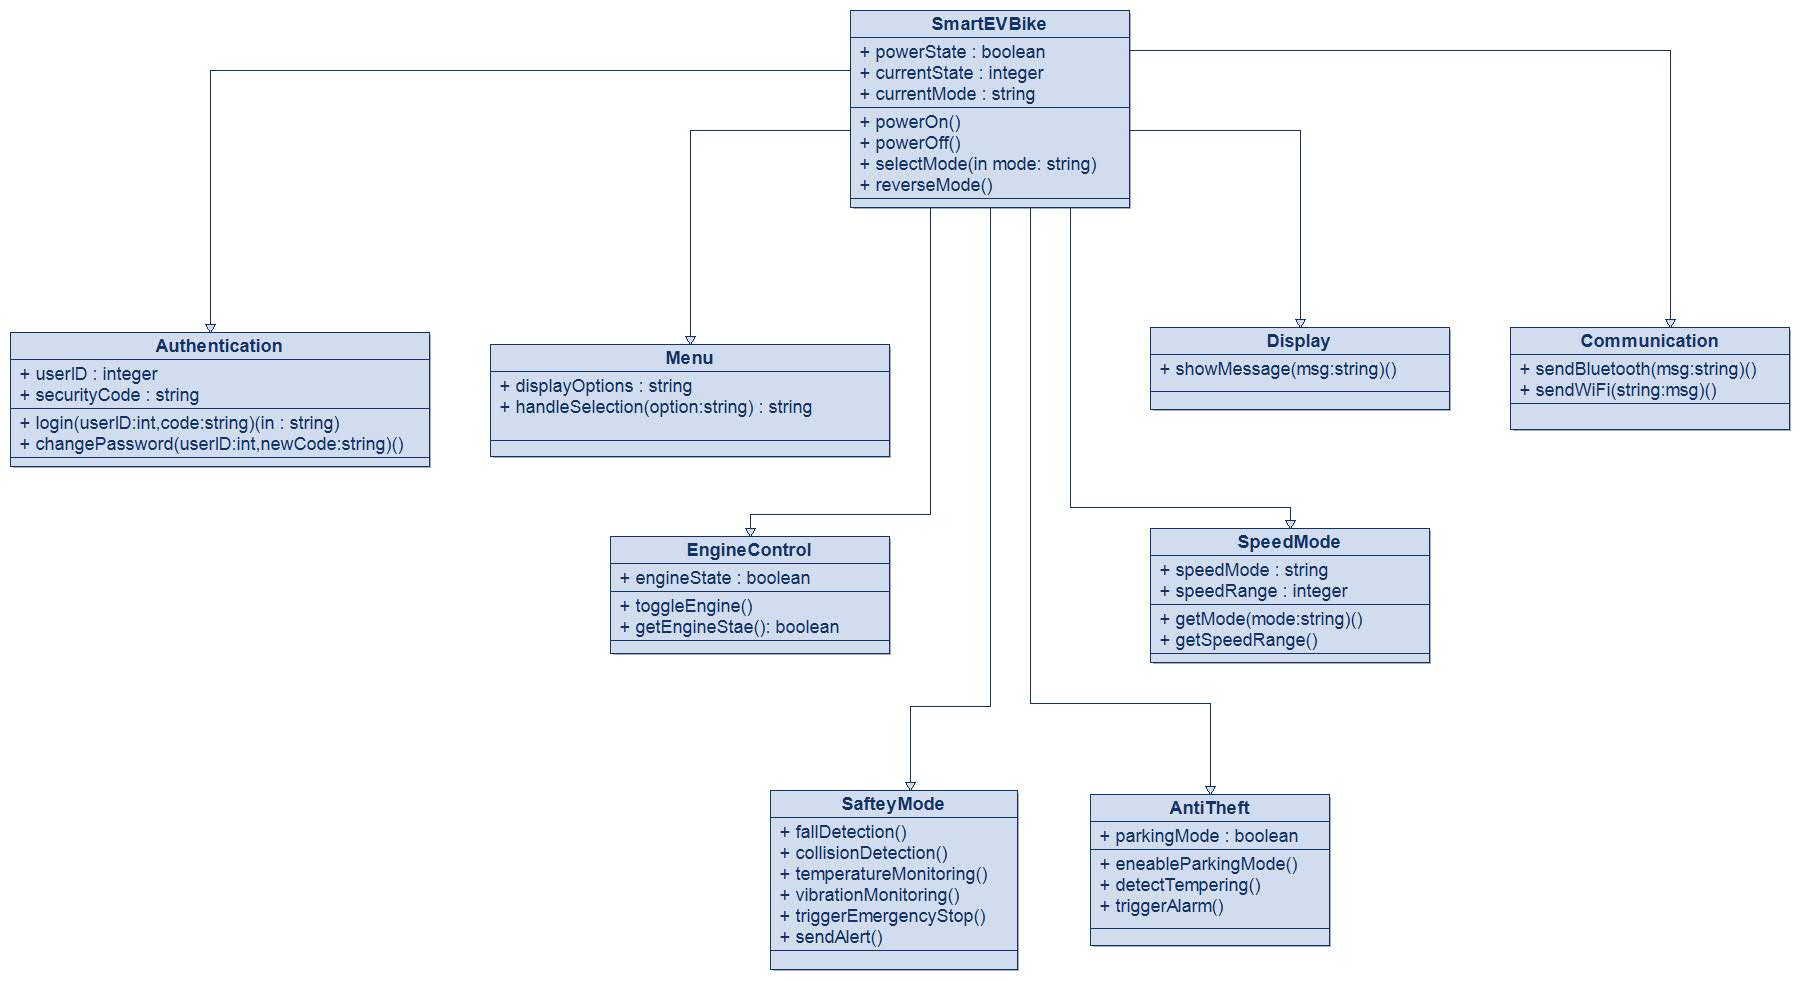 SmartEVBike
+ powerState : boolean
+ currentState : integer
+ currentMode : string
+ powerOn()
+ powerOff()
+ selectMode(in mode: string)
+ reverseMode()
Authentication
+ userID : integer
+ securityCode : string
+ login(userID:int,code:string)(in : string)
+ changePassword(userID:int,newCode:string)()
Menu
+ displayOptions : string
+ handleSelection(option:string) : string
Display
+ showMessage(msg:string)()
Communication
+ sendBluetooth(msg:string)()
+ sendWiFi(string:msg)()
EngineControl
+ engineState : boolean
+ toggleEngine()
+ getEngineStae(): boolean
SpeedMode
+ speedMode : string
+ speedRange : integer
+ getMode(mode:string)()
+ getSpeedRange()
SafteyMode
+ fallDetection()
+ collisionDetection()
+ temperatureMonitoring()
+ vibrationMonitoring()
+ triggerEmergencyStop()
+ sendAlert()
AntiTheft
+ parkingMode : boolean
+ eneableParkingMode()
+ detectTempering()
+ triggerAlarm()